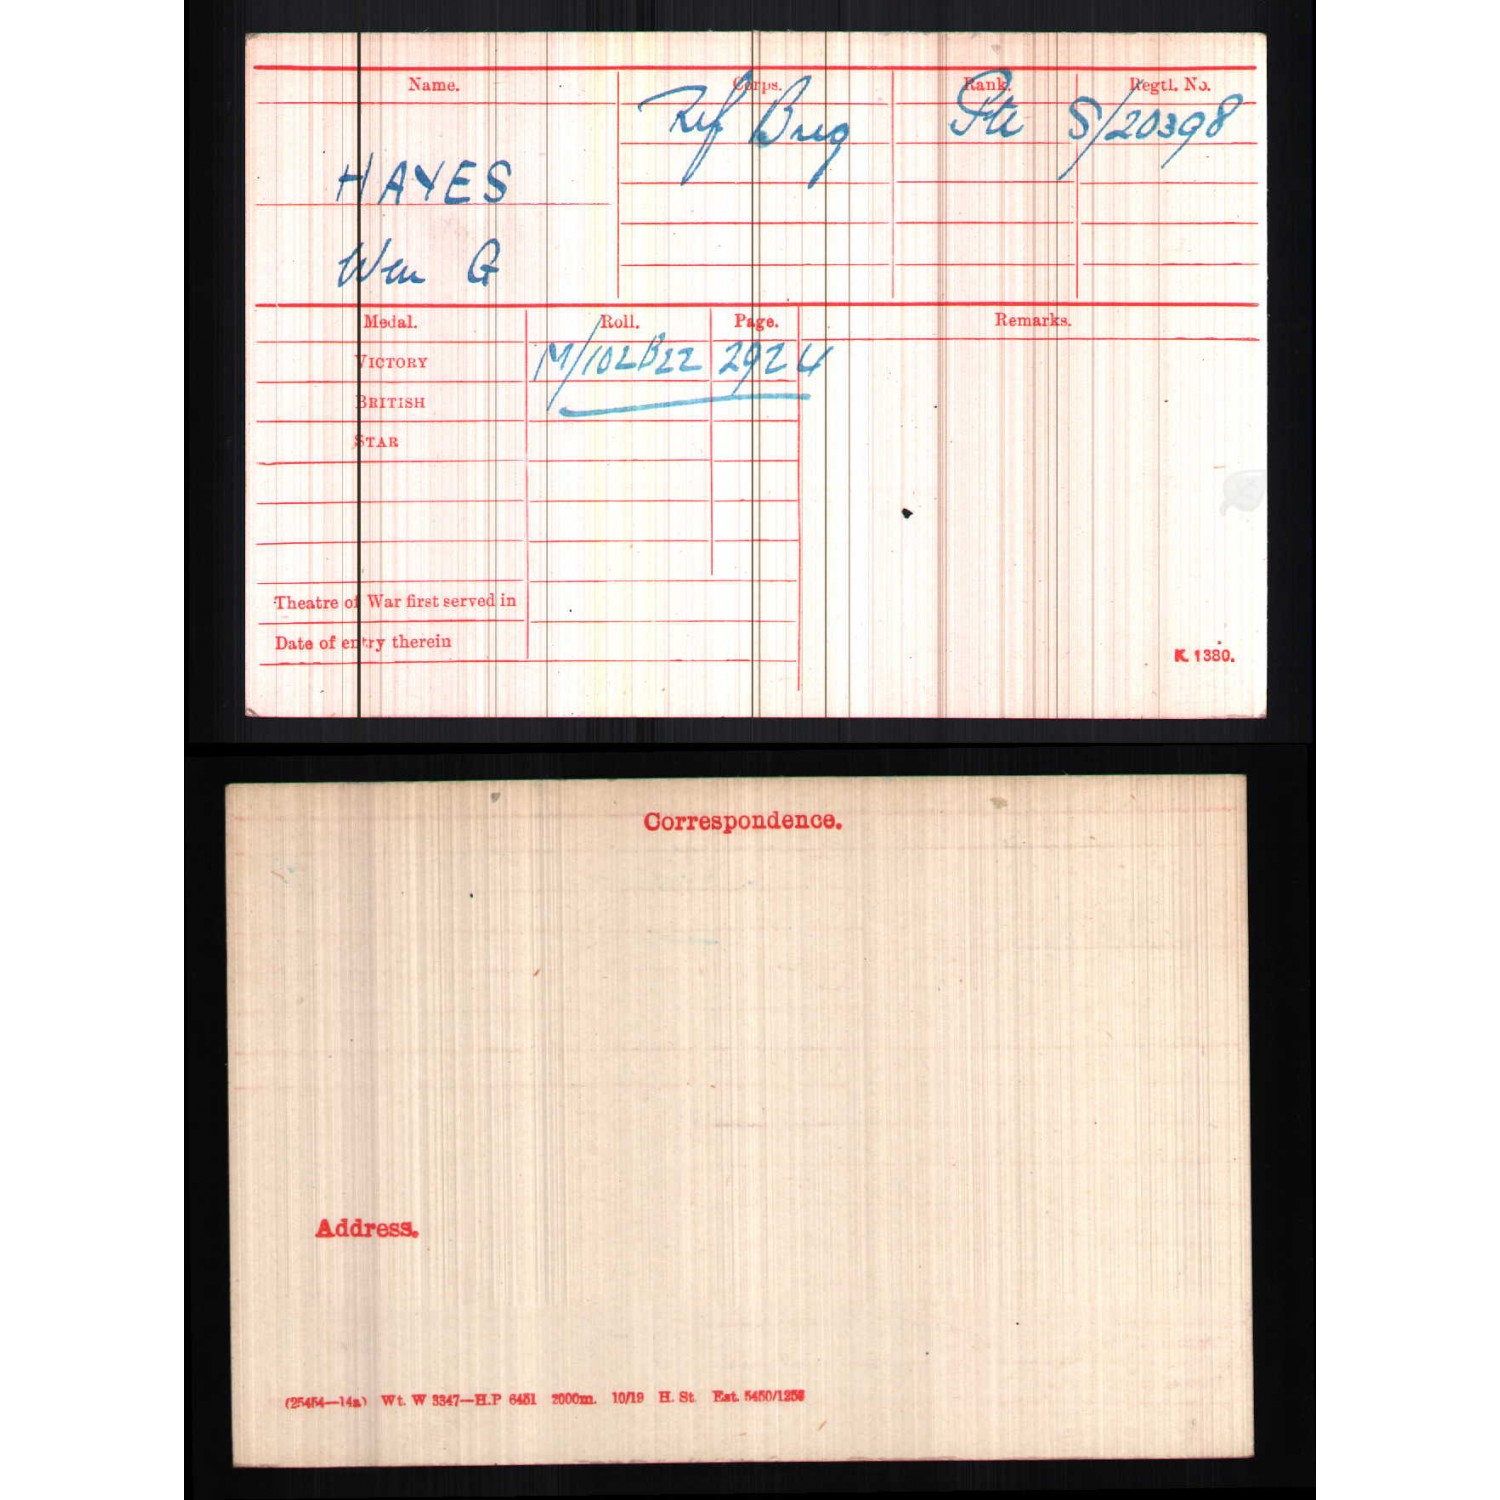 Name. Corps. Rank. Regtl. No.
Rif Brig Pte S/20398
HAYES
Wm G
Medal. Roll. Page. Remarks.
VICTORY M/102B22 2924
BRITISH
STAR
Theatre of War first served in
Date of entry therein
K. 1380.
Correspondence.
Address.
(25454—14a) Wt. W 3347—H.P 6451 2000m. 10/19 H. St. Est. 5450/1258